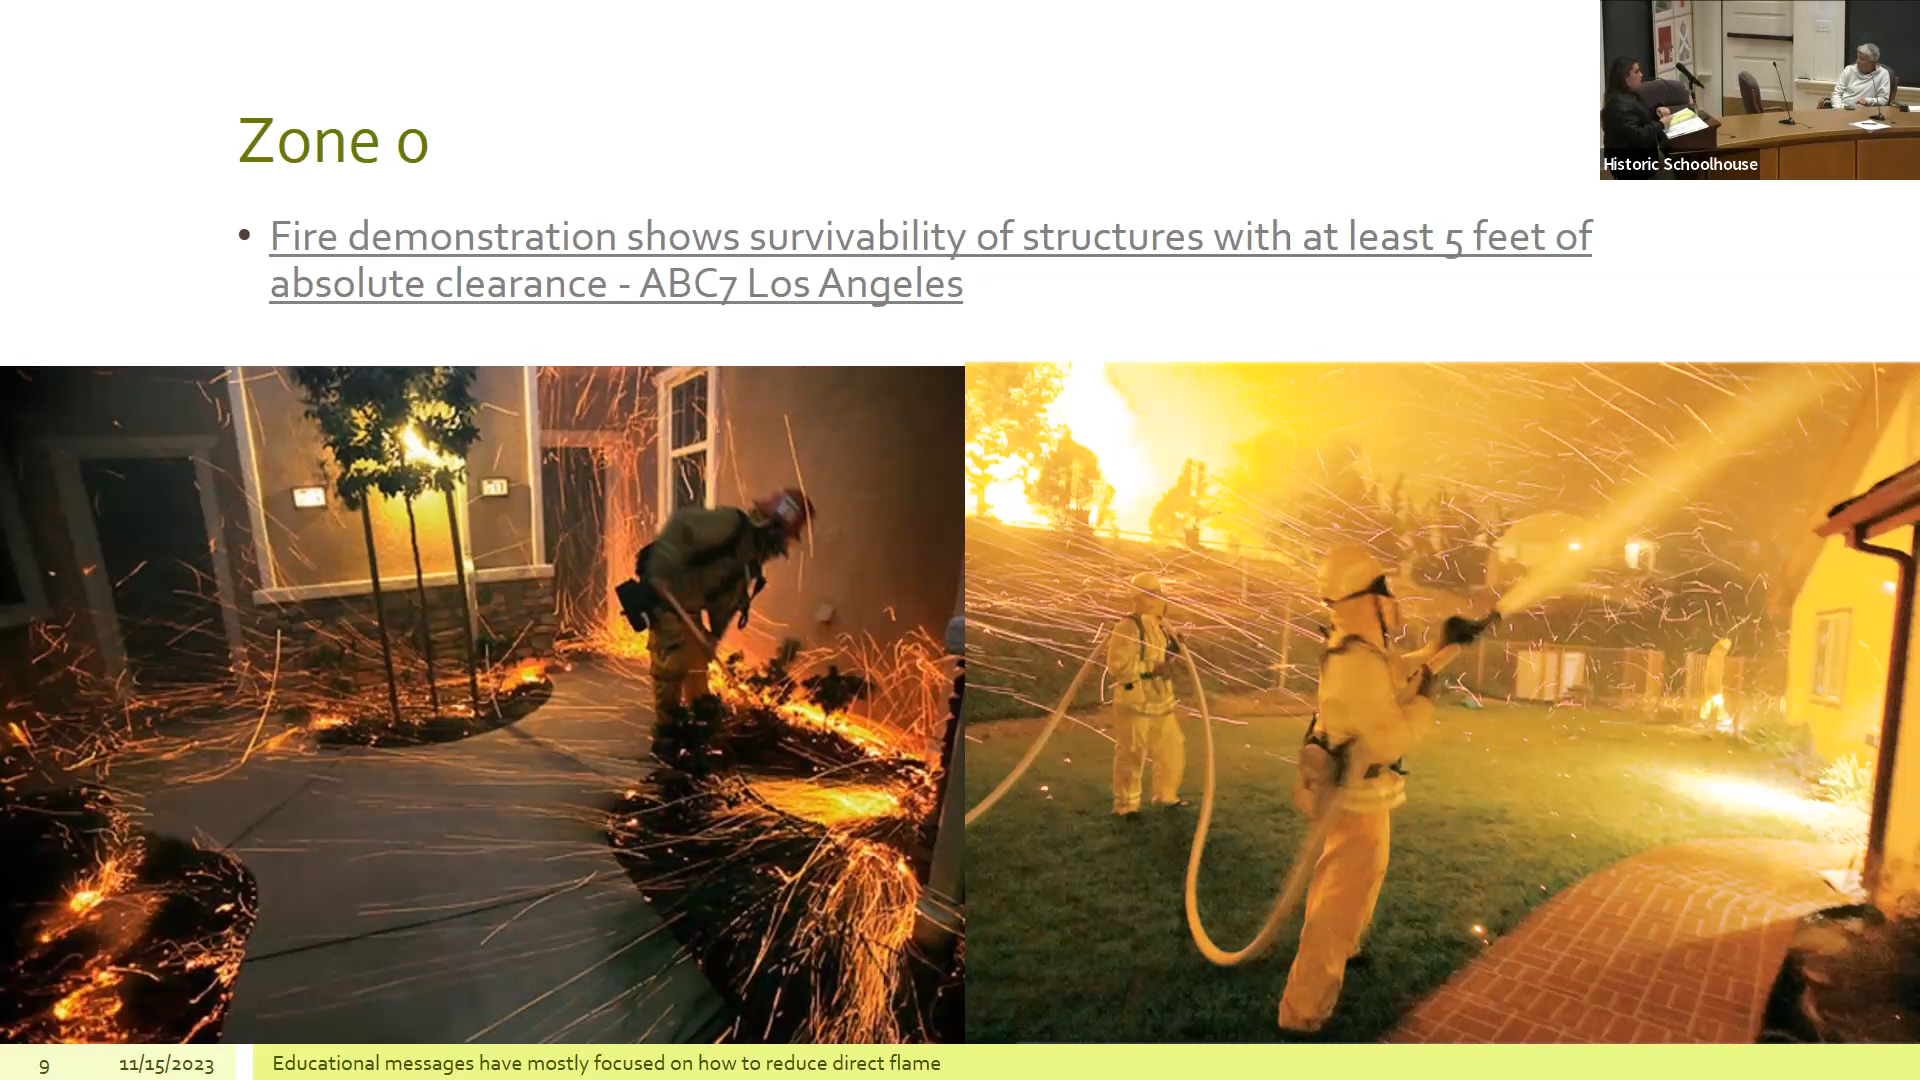 Zone 0
• Fire demonstration shows survivability of structures with at least 5 feet of
absolute clearance - ABC7 Los Angeles
Historic Schoolhouse
9
11/15/2023
Educational messages have mostly focused on how to reduce direct flame